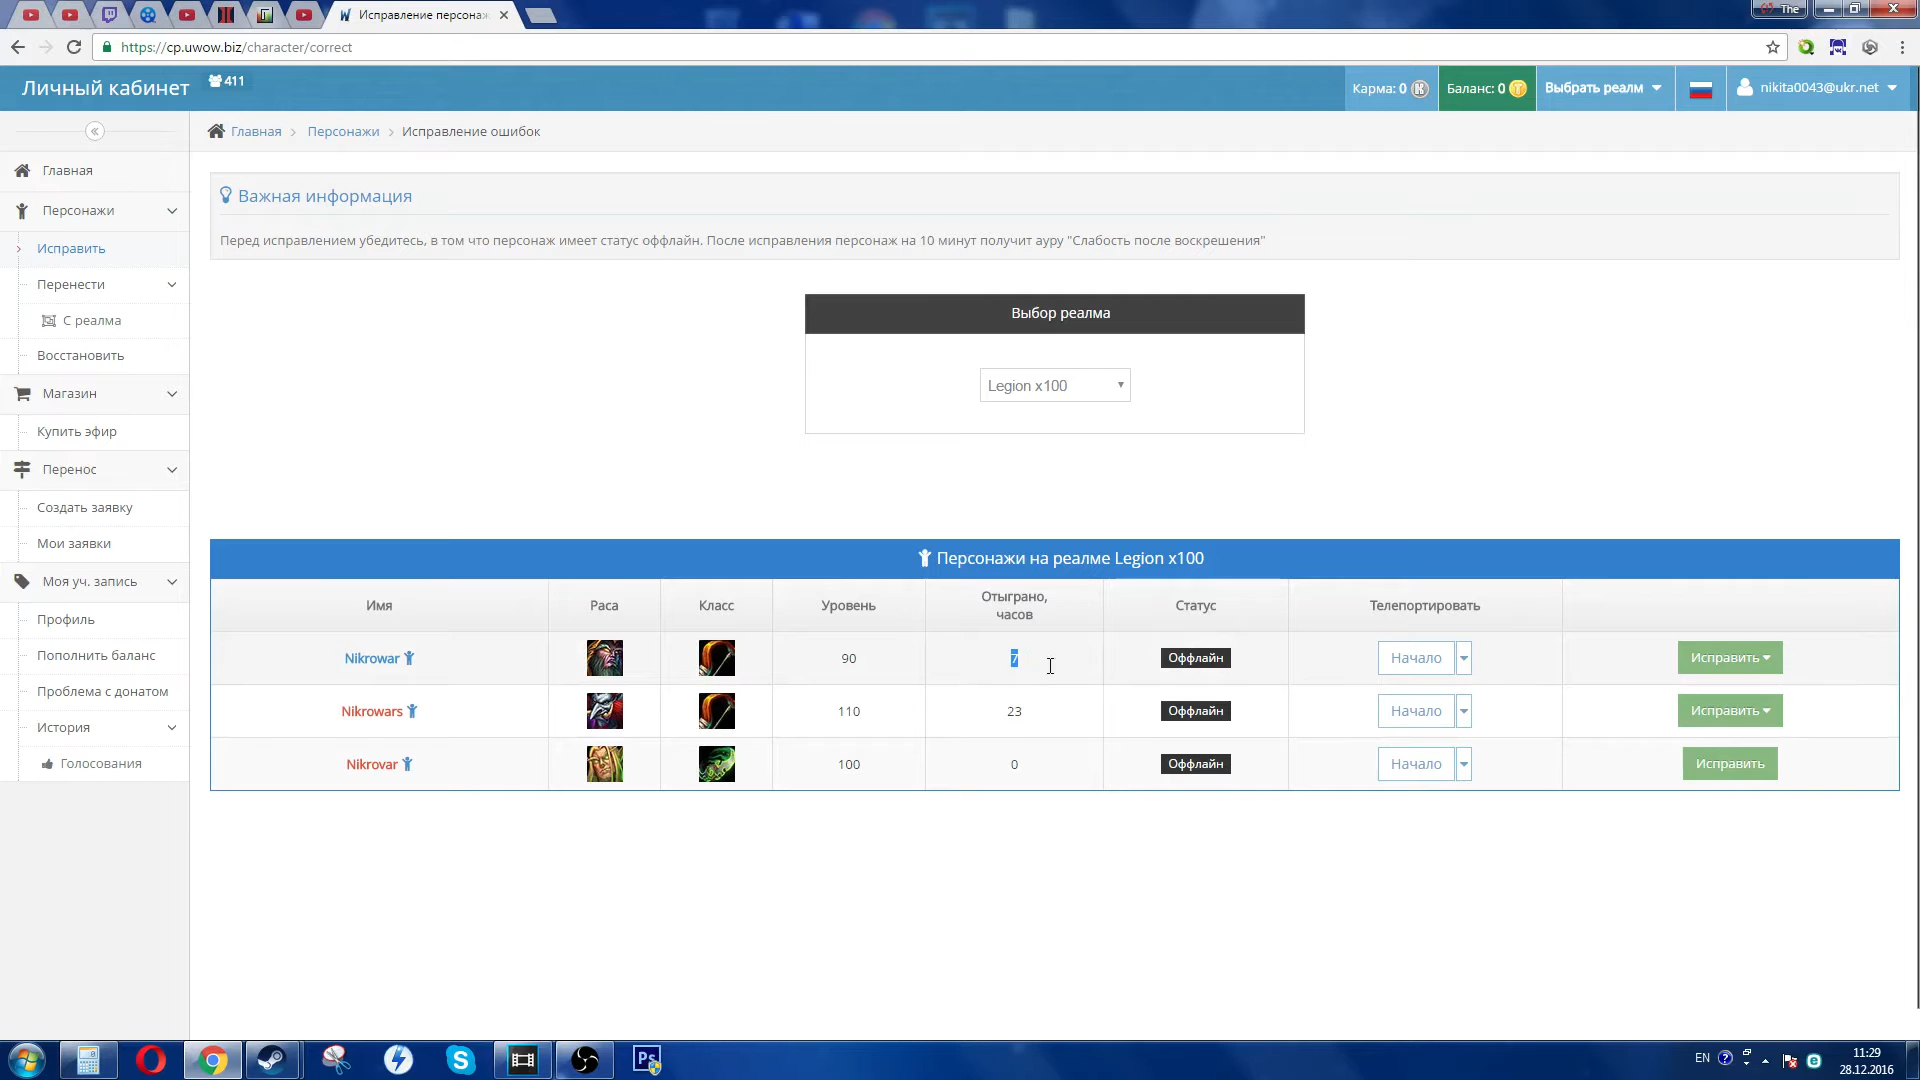 Исправление персонаж
The
https://cp.uwow.biz/character/correct
Личный кабинет
411
Карма: 0
Баланс: 0
Выбрать реалм
nikita0043@ukr.net
Главная
Персонажи
Исправление ошибок
Главная
Персонажи
Исправить
Перенести
С реалма
Восстановить
Магазин
Купить эфир
Перенос
Создать заявку
Мои заявки
Моя уч. запись
Профиль
Пополнить баланс
Проблема с донатом
История
Голосования
Важная информация
Перед исправлением убедитесь, в том что персонаж имеет статус оффлайн. После исправления персонаж на 10 минут получит ауру "Слабость после воскрешения"
Выбор реалма
Legion x100
Персонажи на реалме Legion x100
Имя Раса Класс Уровень Отыграно, часов Статус Телепортировать
Nikrowar 90 7 Оффлайн Начало Исправить
Nikrowars 110 23 Оффлайн Начало Исправить
Nikrovar 100 0 Оффлайн Начало Исправить
Ps
EN
11:29
28.12.2016